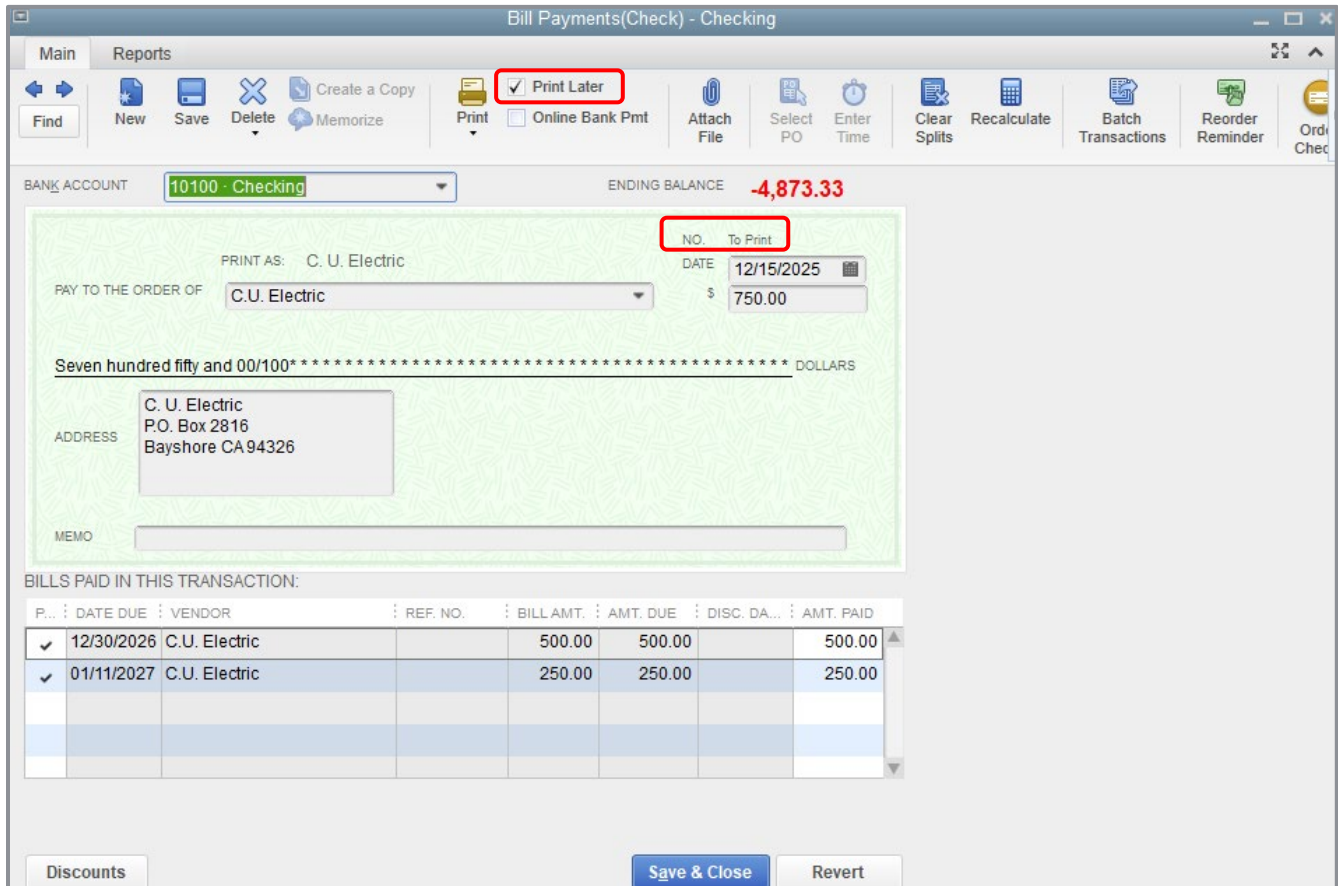 Bill Payments(Check) - Checking
Main Reports
Find New Save Delete Create a Copy Memorize Print Print Later Online Bank Pmt Attach File Select PO Enter Time Clear Splits Recalculate Batch Transactions Reorder Reminder
BANK ACCOUNT 10100 · Checking ENDING BALANCE -4,873.33
NO. To Print
PRINT AS: C. U. Electric DATE 12/15/2025
PAY TO THE ORDER OF C.U. Electric $ 750.00
Seven hundred fifty and 00/100* * * * * * * * * * * * * * * * * * * * * * * * * * * * * * * * * * * * * * * * * * * * * * * DOLLARS
C. U. Electric
P.O. Box 2816
ADDRESS
Bayshore CA 94326
MEMO
BILLS PAID IN THIS TRANSACTION:
P... DATE DUE VENDOR REF. NO. BILL AMT. AMT. DUE DISC. DA... AMT. PAID
12/30/2026 C.U. Electric 500.00 500.00 500.00
01/11/2027 C.U. Electric 250.00 250.00 250.00
Discounts Save & Close Revert